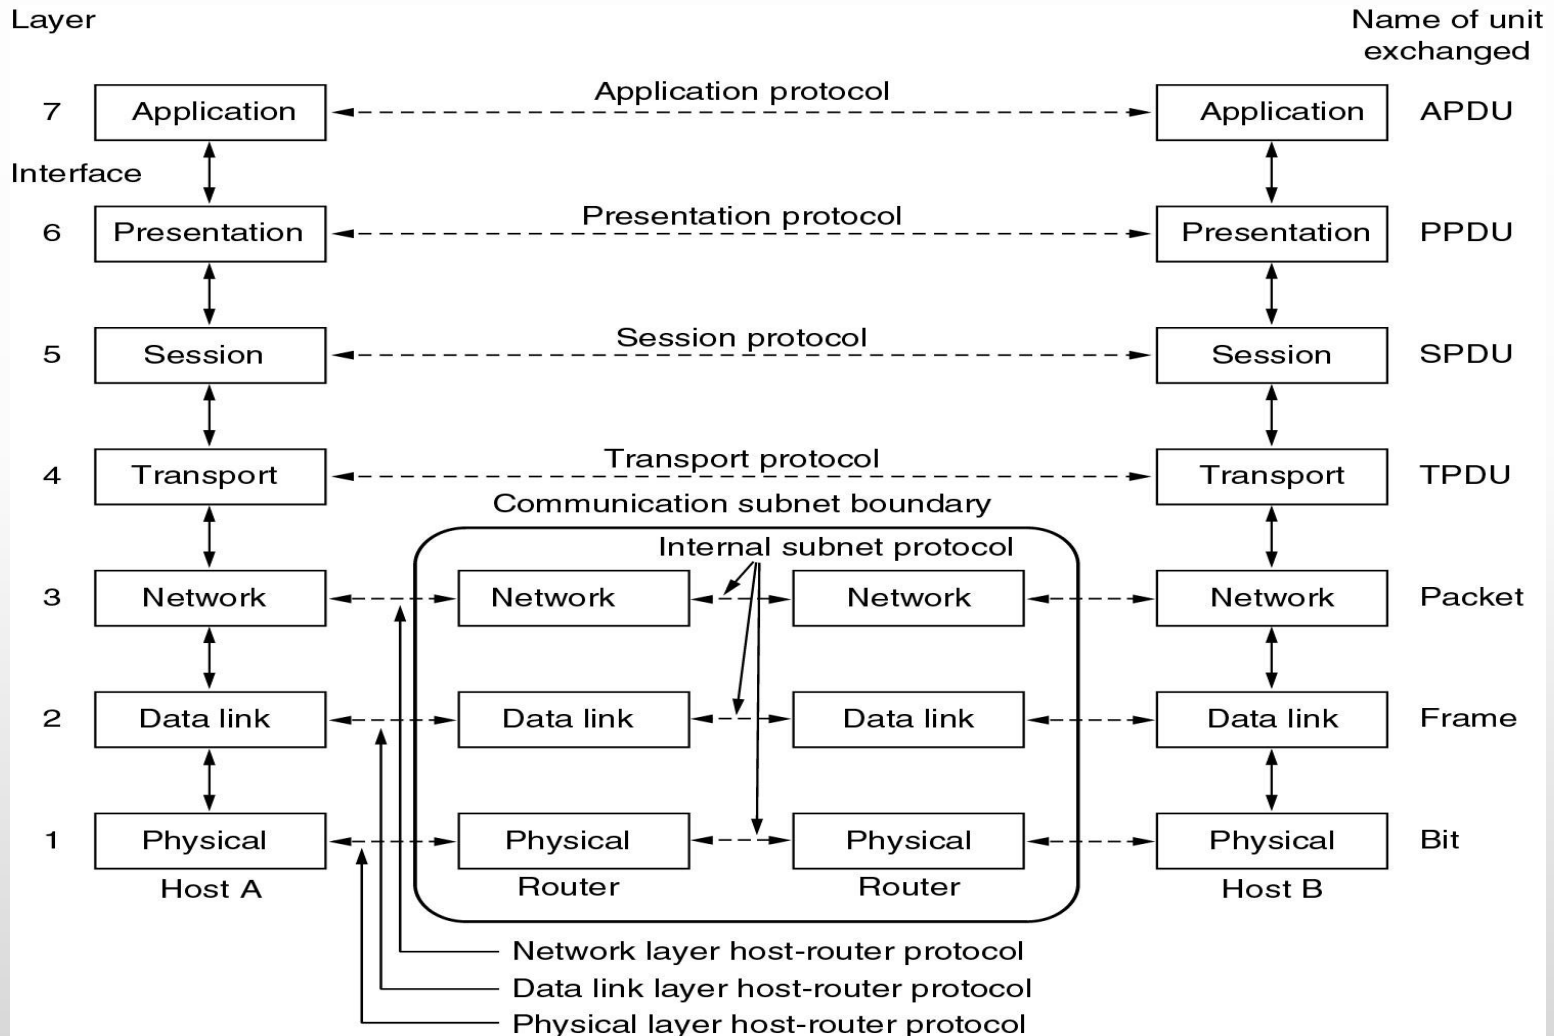 Layer
Name of unit
exchanged
Application protocol
7 Application Application APDU
Interface
Presentation protocol
6 Presentation Presentation PPDU
Session protocol
5 Session Session SPDU
Transport protocol
4 Transport Transport TPDU
Communication subnet boundary
Internal subnet protocol
3 Network Network Network Network Packet
2 Data link Data link Data link Data link Frame
1 Physical Physical Physical Physical Bit
Host A Router Router Host B
Network layer host-router protocol
Data link layer host-router protocol
Physical layer host-router protocol